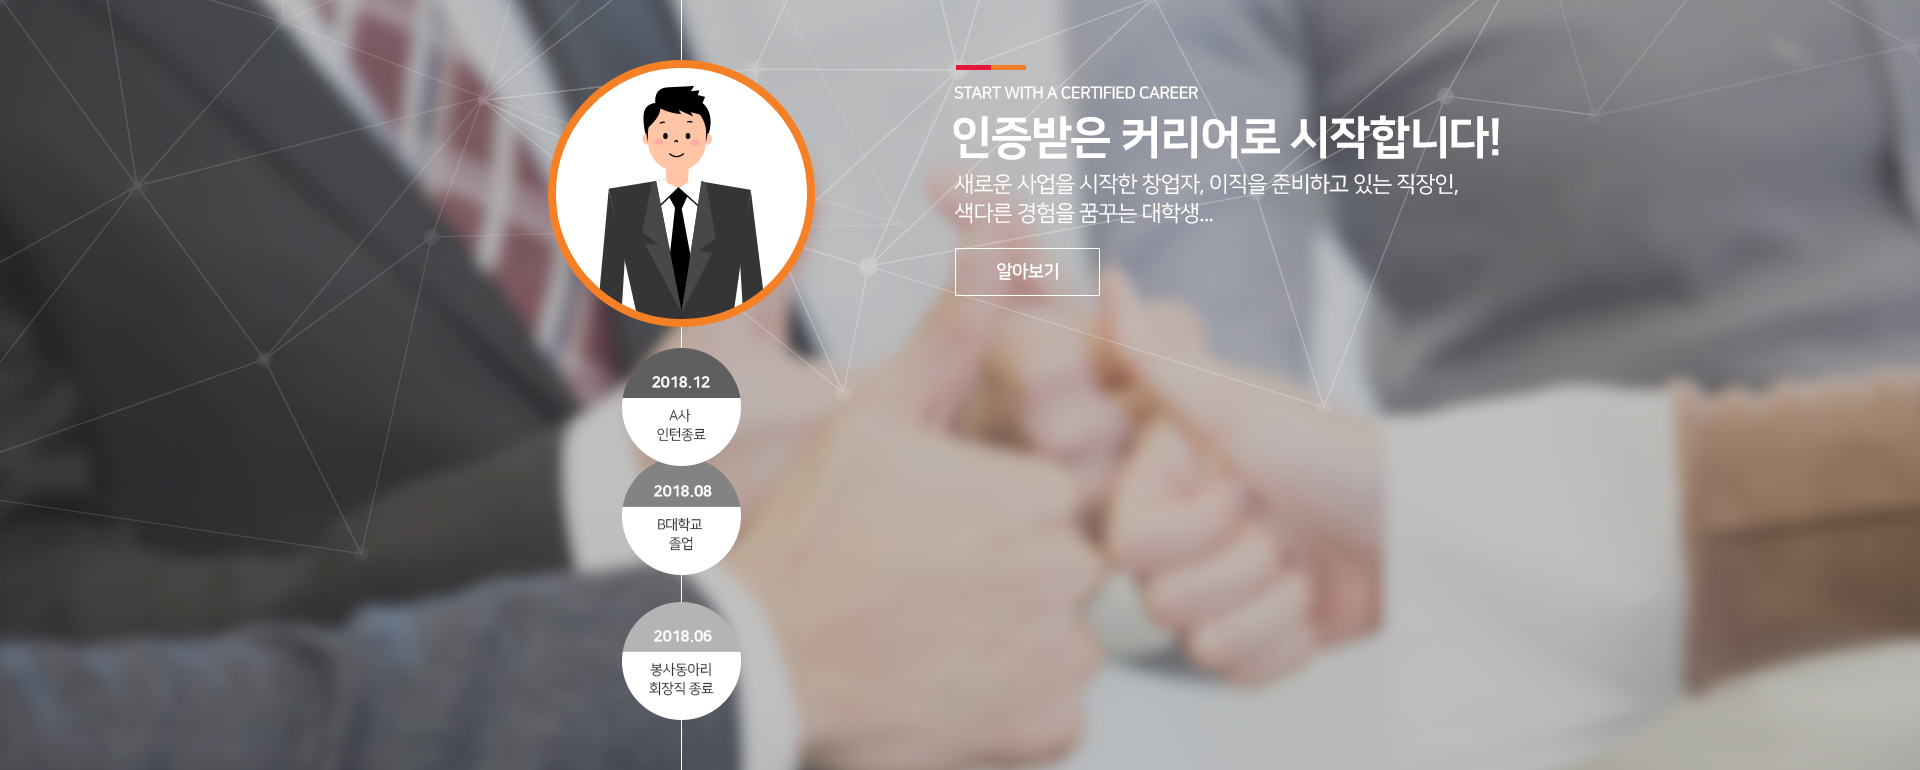 START WITH A CERTIFIED CAREER
인증받은 커리어로 시작합니다!
새로운 사업을 시작한 창업자, 이직을 준비하고 있는 직장인,
색다른 경험을 꿈꾸는 대학생...
알아보기
2018.12
A사
인턴종료
2018.08
B대학교
졸업
2018.06
봉사동아리
회장직 종료